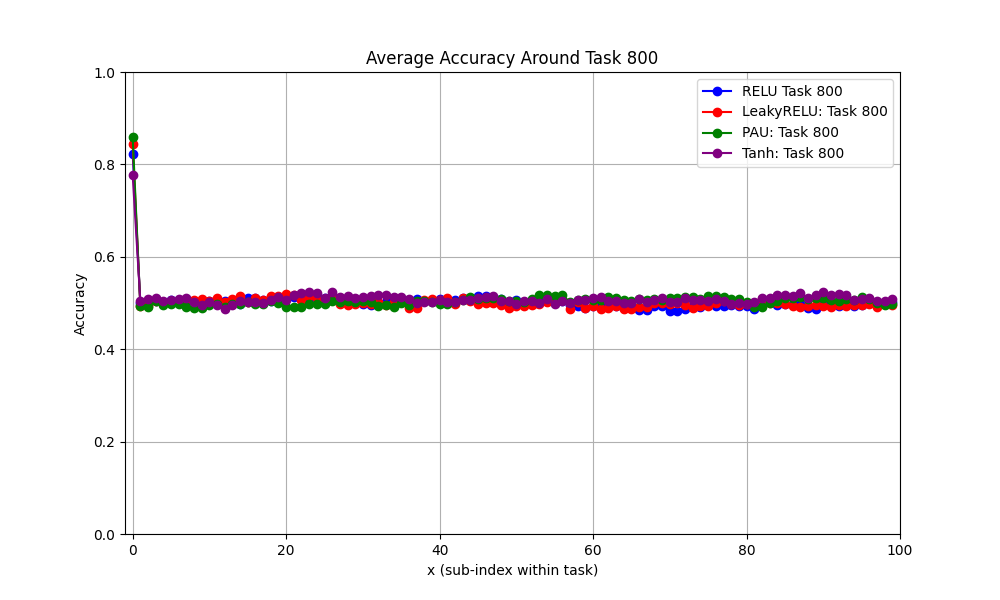 Average Accuracy Around Task 800
RELU Task 800
LeakyRELU: Task 800
PAU: Task 800
Tanh: Task 800
Accuracy
1.0
0.8
0.6
0.4
0.2
0.0
0 20 40 60 80 100
x (sub-index within task)